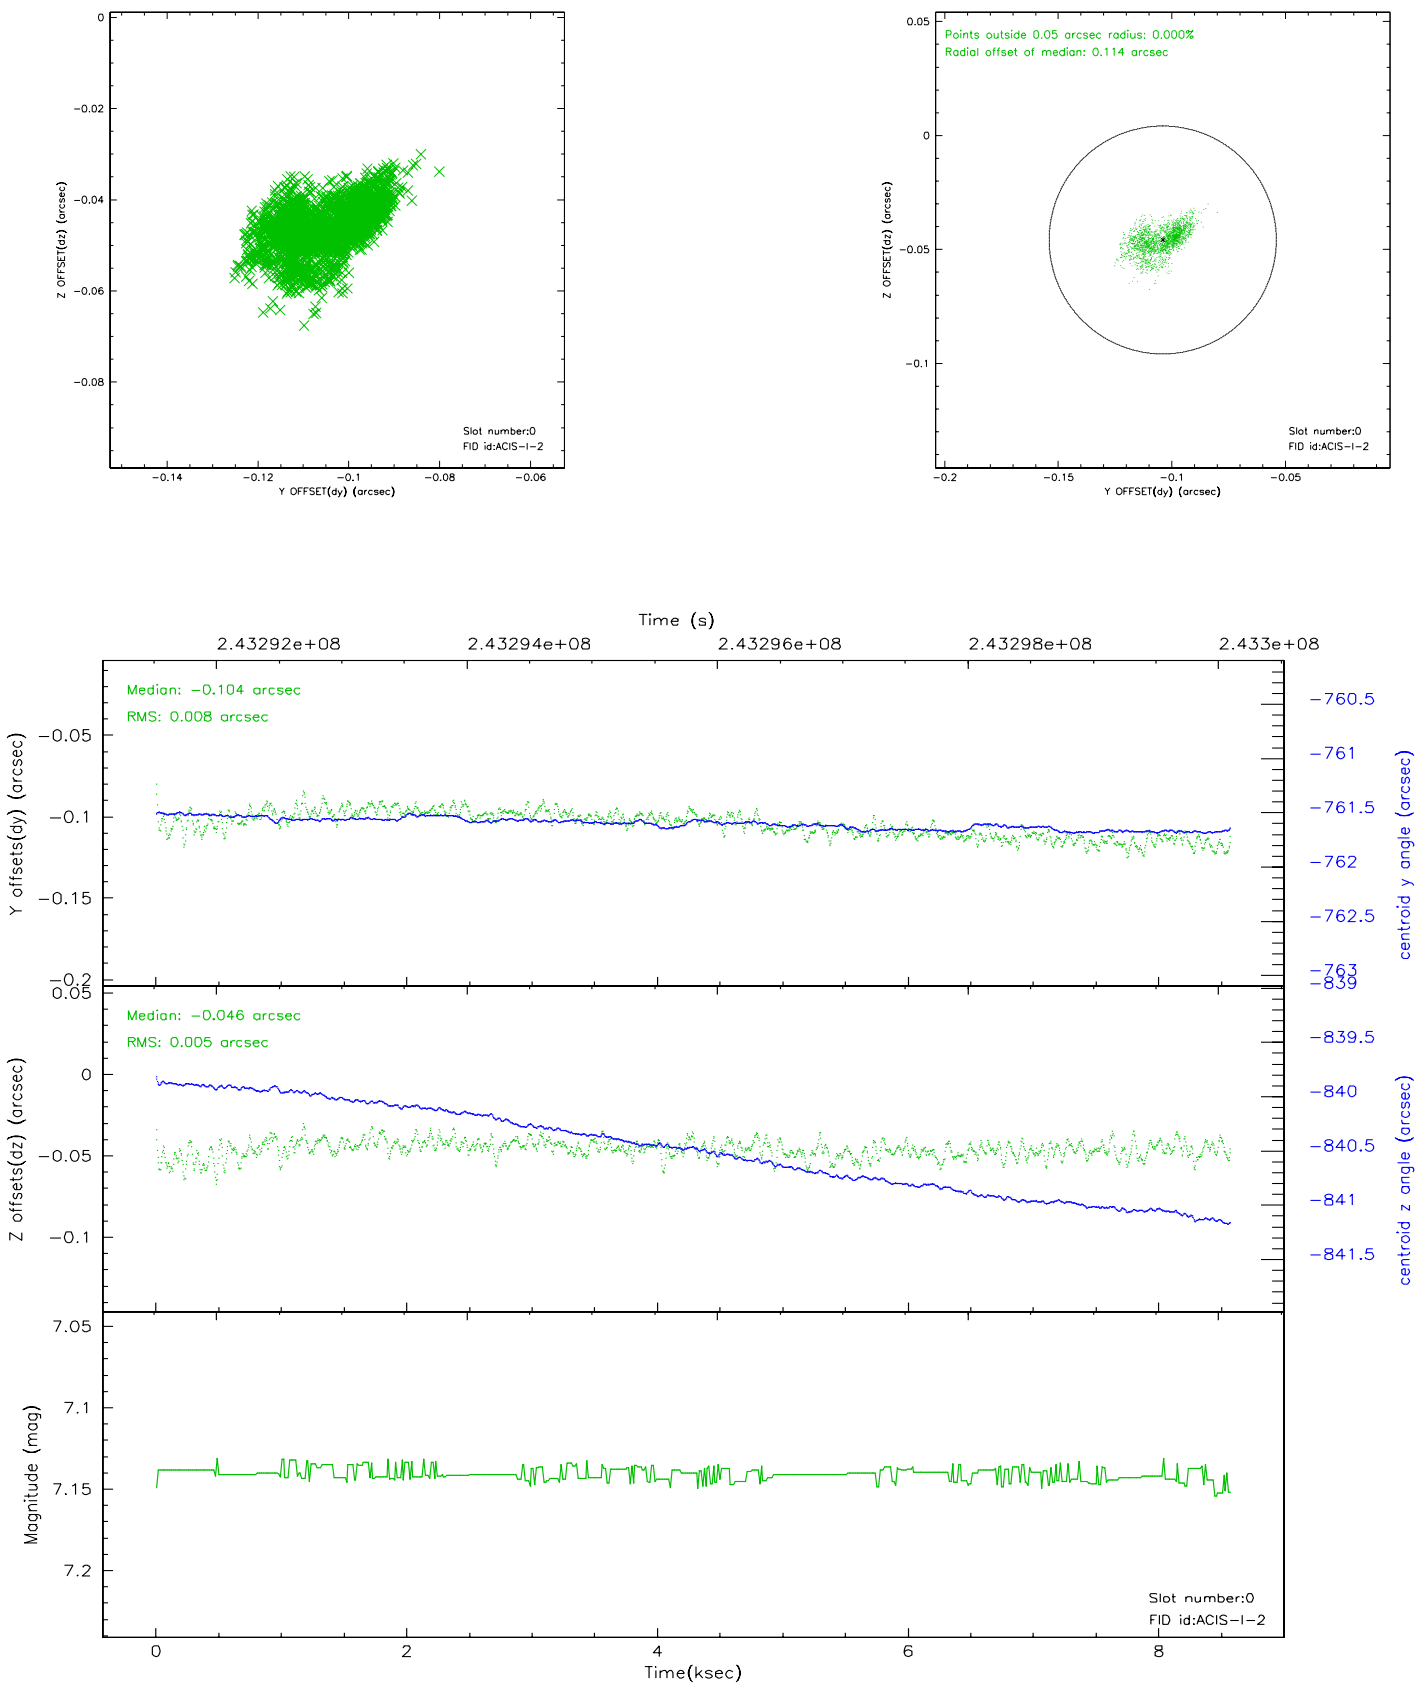 0
-0.02
-0.04
-0.06
-0.08
Z OFFSET(dz) (arcsec)
Slot number:0
FID id:ACIS-I-2
-0.14
-0.12
-0.1
-0.08
-0.06
Y OFFSET(dy) (arcsec)
0.05
0
-0.05
-0.1
Z OFFSET(dz) (arcsec)
Points outside 0.05 arcsec radius: 0.000%
Radial offset of median: 0.114 arcsec
Slot number:0
FID id:ACIS-I-2
-0.2
-0.15
-0.1
-0.05
Y OFFSET(dy) (arcsec)
Time (s)
2.43292e+08
2.43294e+08
2.43296e+08
2.43298e+08
2.433e+08
Median: -0.104 arcsec
RMS: 0.008 arcsec
-0.05
-0.1
-0.15
-0.2
Y offsets(dy) (arcsec)
-760.5
-761
-761.5
-762
-762.5
-763
centroid y angle (arcsec)
Median: -0.046 arcsec
RMS: 0.005 arcsec
0.05
0
-0.05
-0.1
Z offsets(dz) (arcsec)
-839
-839.5
-840
-840.5
-841
-841.5
centroid z angle (arcsec)
7.05
7.1
7.15
7.2
Magnitude (mag)
Slot number:0
FID id:ACIS-I-2
0
2
4
6
8
Time(ksec)